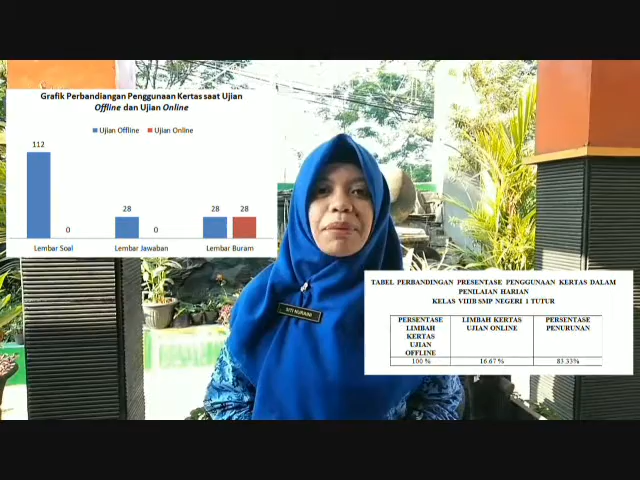 Grafik Perbandiangan Penggunaan Kertas saat Ujian
Offline dan Ujian Online
Ujian Offline Ujian Online
112
0
28
0
28
28
Lembar Soal Lembar Jawaban Lembar Buram
SITI NURAINI
TABEL PERBANDINGAN PRESENTASE PENGGUNAAN KERTAS DALAM
PENILAIAN HARIAN
KELAS VIIIB SMP NEGERI 1 TUTUR
PERSENTASE
LIMBAH
KERTAS
UJIAN
OFFLINE
LIMBAH KERTAS
UJIAN ONLINE
PERSENTASE
PENURUNAN
100 % 16.67 % 83.33%